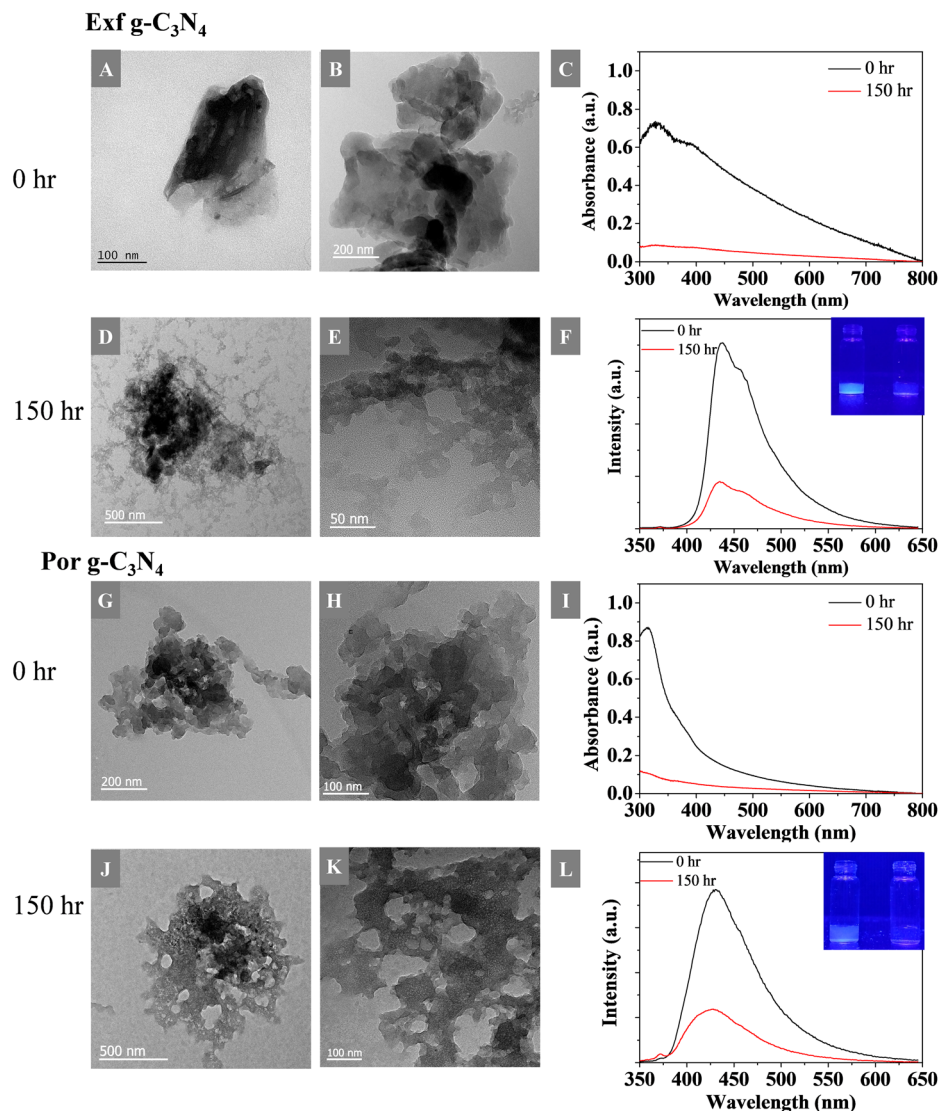 Exf g-C₃N₄
0 hr
A
100 nm
B
200 nm
C
Absorbance (a.u.)
1.0
0.8
0.6
0.4
0.2
0.0
0 hr
150 hr
300 400 500 600 700 800
Wavelength (nm)
150 hr
D
500 nm
E
50 nm
F
Intensity (a.u.)
0 hr
150 hr
350 400 450 500 550 600 650
Wavelength (nm)
Por g-C₃N₄
0 hr
G
200 nm
H
100 nm
I
Absorbance (a.u.)
1.0
0.8
0.6
0.4
0.2
0.0
0 hr
150 hr
300 400 500 600 700 800
Wavelength (nm)
150 hr
J
500 nm
K
100 nm
L
Intensity (a.u.)
0 hr
150 hr
350 400 450 500 550 600 650
Wavelength (nm)